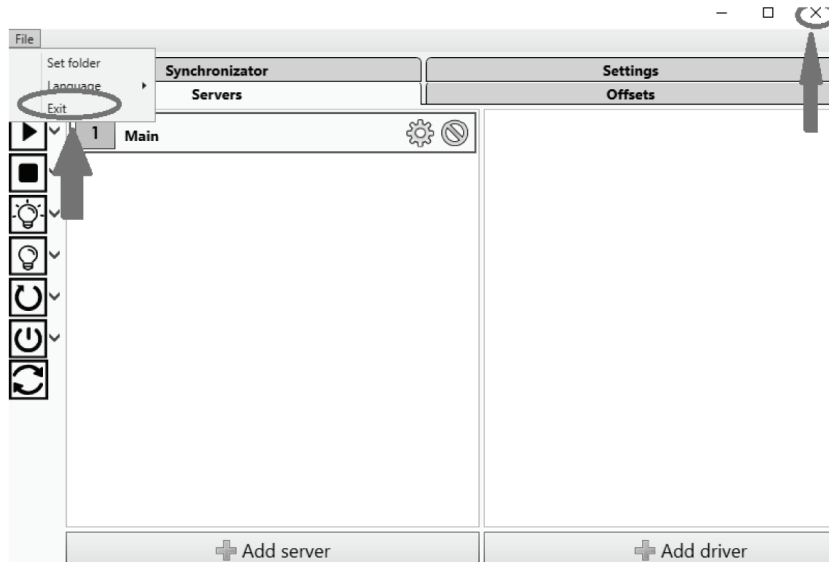 File
Set folder
Language
Exit
Synchronizator
Settings
Servers
Offsets
1 Main
Add server
Add driver